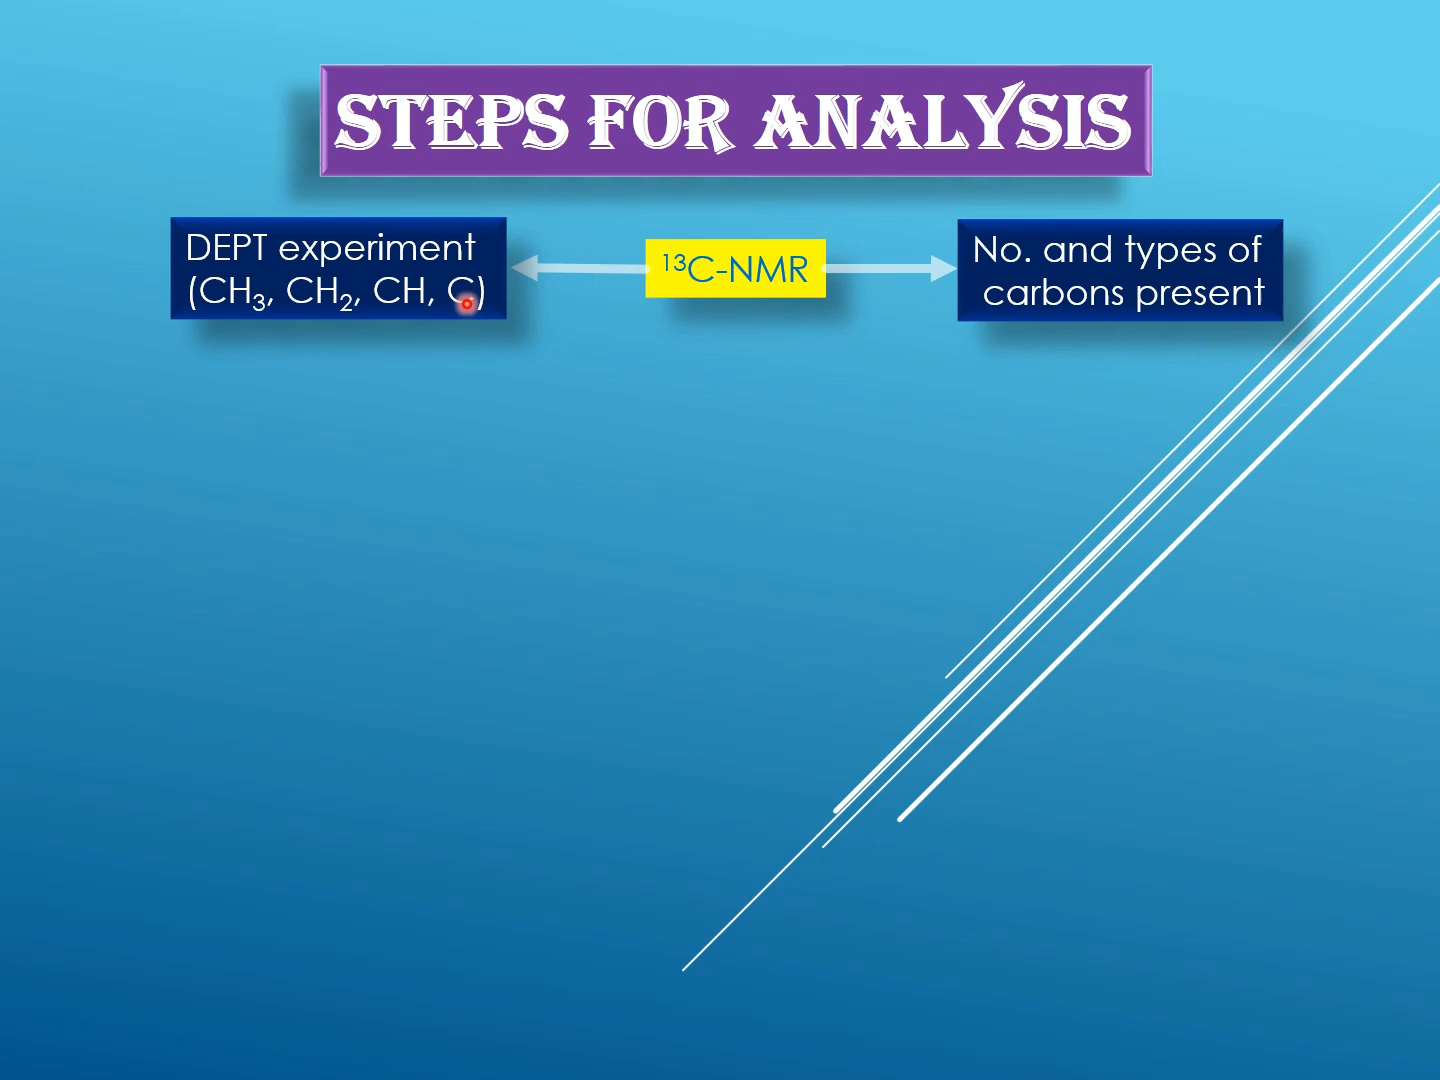 STEPS FOR ANALYSIS
DEPT experiment
(CH₃, CH₂, CH, C)
¹³C-NMR
No. and types of
carbons present